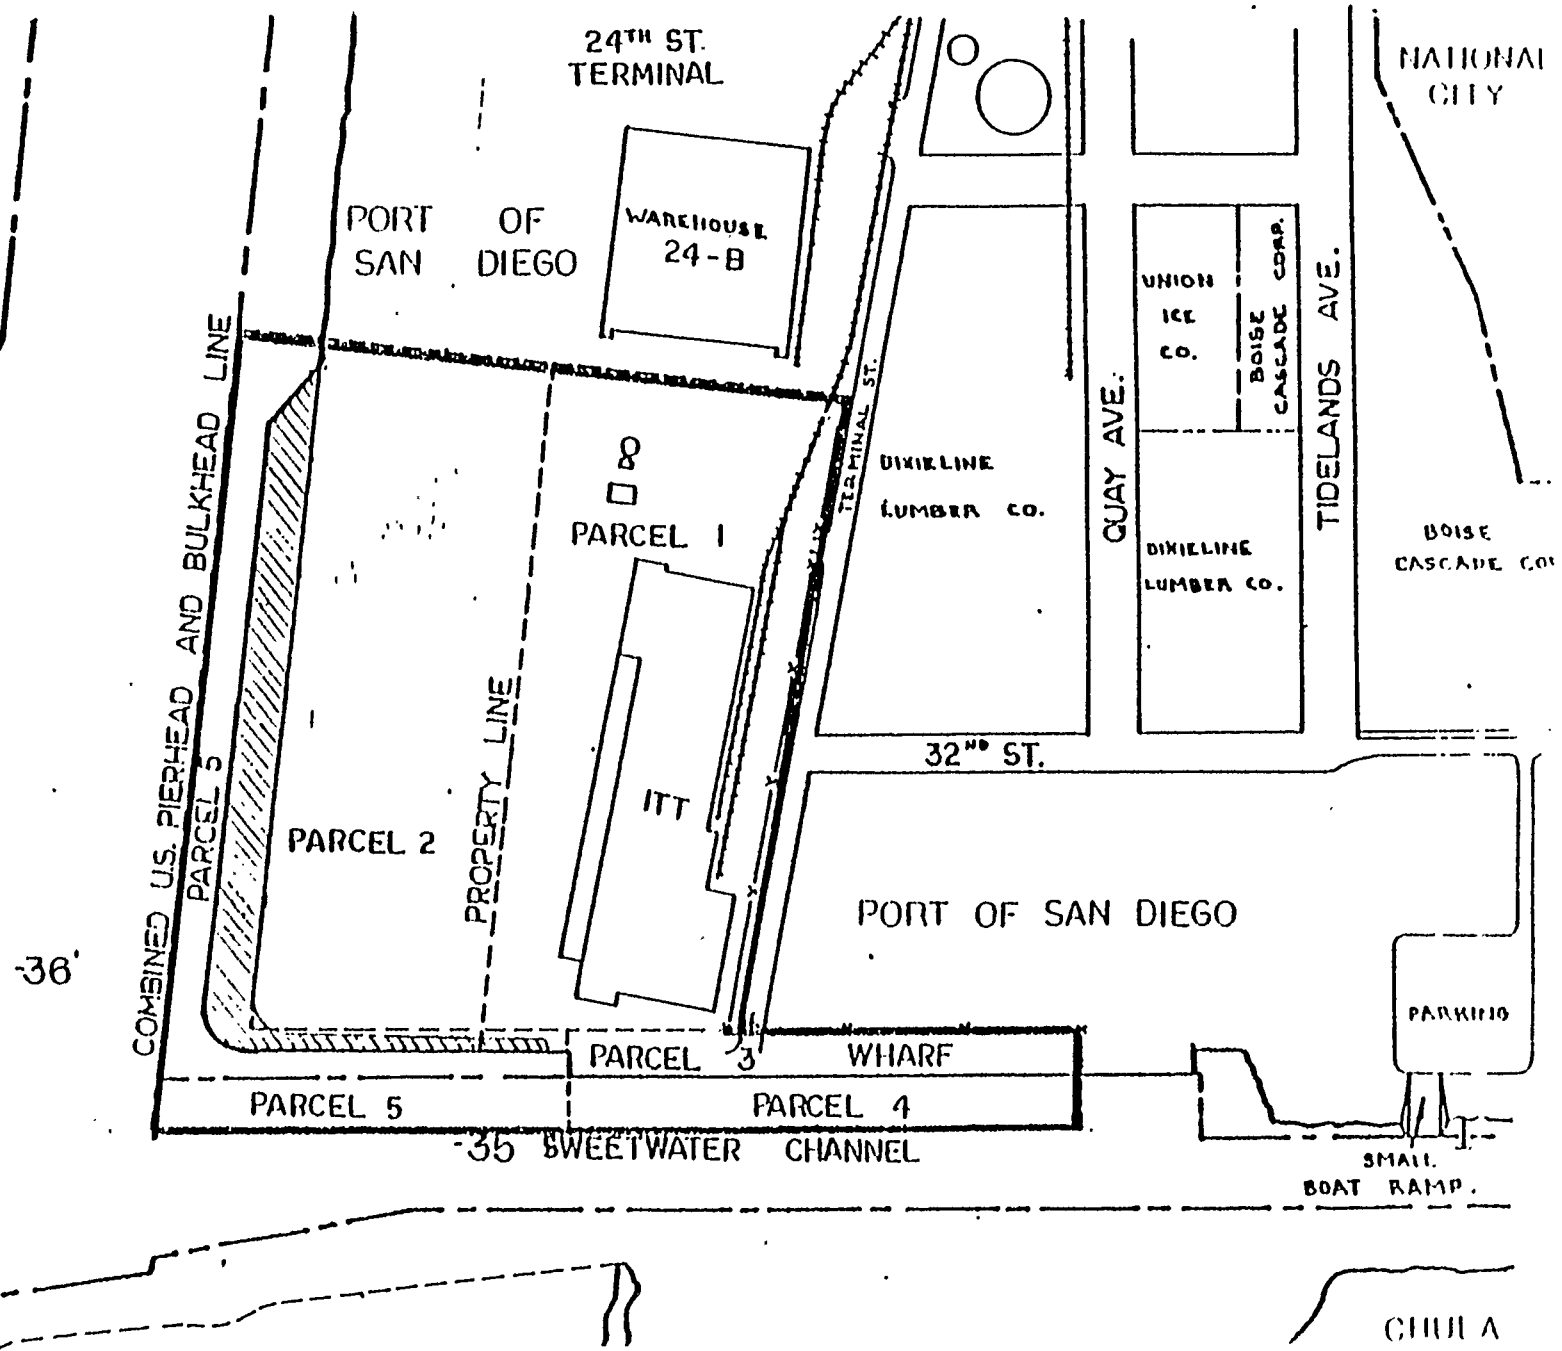 24TH ST.
TERMINAL
NATIONAL
CITY
PORT OF
SAN DIEGO
WAREHOUSE
24-B
UNION
ICE
CO.
BOISE
CASCADE CORP.
TIDELANDS AVE.
QUAY AVE.
TERMINAL ST.
DIXIELINE
LUMBER CO.
DIXIELINE
LUMBER CO.
BOISE
CASCADE CO
COMBINED U.S. PIERHEAD AND BULKHEAD LINE
PARCEL 5
PARCEL 1
PROPERTY LINE
PARCEL 2
ITT
32ND ST.
PORT OF SAN DIEGO
-36'
PARKING
PARCEL 3 WHARF
PARCEL 5
PARCEL 4
-35 SWEETWATER CHANNEL
SMALL
BOAT RAMP.
CHULA